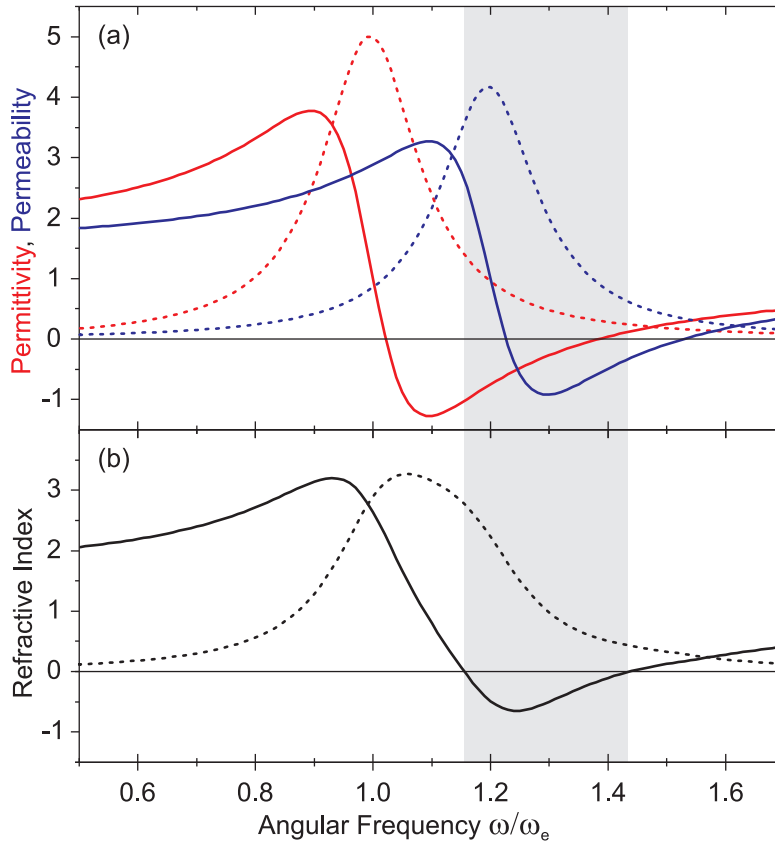 (a)
5
4
3
2
1
0
-1
Permittivity, Permeability
(b)
3
2
1
0
-1
Refractive Index
0.6 0.8 1.0 1.2 1.4 1.6
Angular Frequency ω/ωe